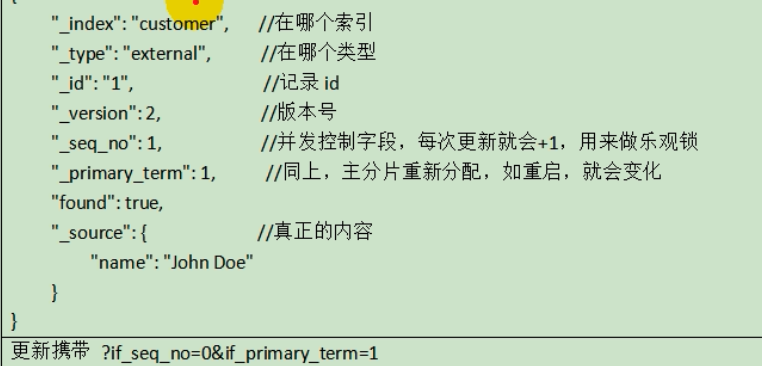 "_index": "customer", //在哪个索引
"_type": "external", //在哪个类型
"_id": "1", //记录 id
"_version": 2, //版本号
"_seq_no": 1, //并发控制字段，每次更新就会+1，用来做乐观锁
"_primary_term": 1, //同上，主分片重新分配，如重启，就会变化
"found": true,
"_source": { //真正的内容
"name": "John Doe"
}
}
更新携带 ?if_seq_no=0&if_primary_term=1